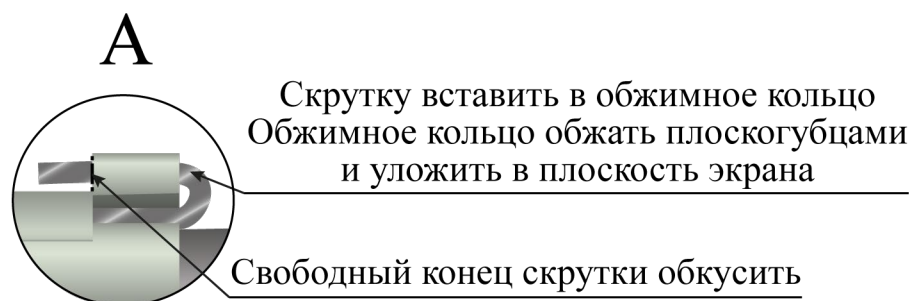 А
Скрутку вставить в обжимное кольцо
Обжимное кольцо обжать плоскогубцами
и уложить в плоскость экрана
Свободный конец скрутки обкусить